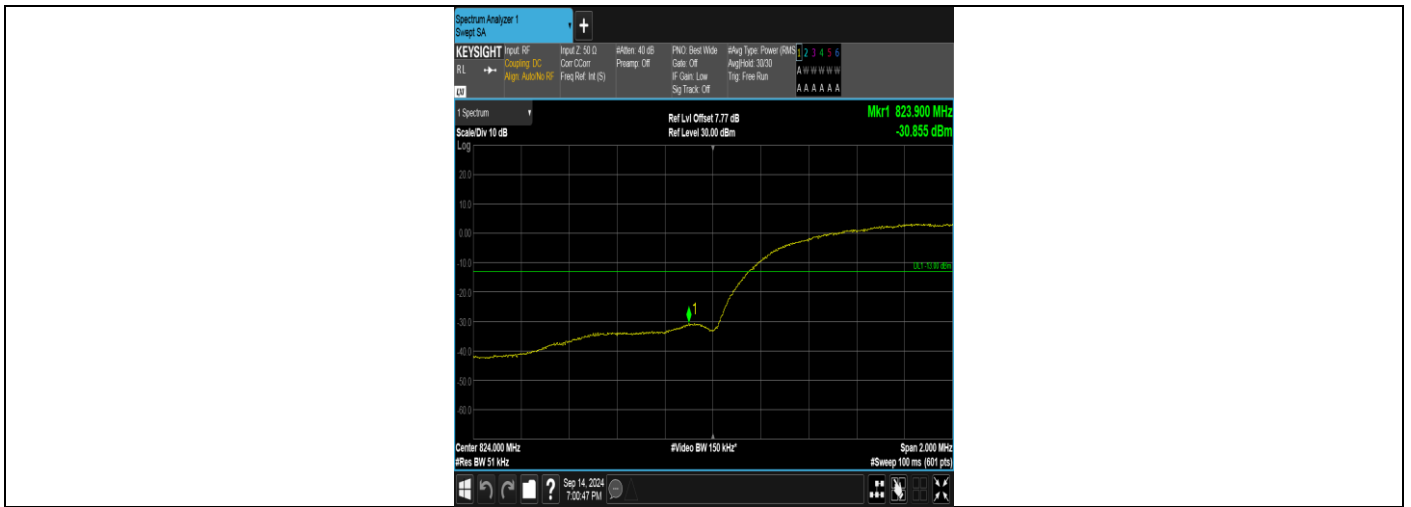 Spectrum Analyzer 1
Swept SA
+
KEYSIGHT Input: RF Input Z: 50 Ω #Atten: 40 dB PNO: Best Wide #Avg Type: Power (RMS 1 2 3 4 5 6
RL Coupling: DC Corr CCorr Preamp: Off Gate: Off Avg|Hold: 30/30 A W W W W W
Align: Auto/No RF Freq Ref: Int (S) IF Gain: Low Trig: Free Run A A A A A A
LXI Sig Track: Off
1 Spectrum
Scale/Div 10 dB
Ref Lvl Offset 7.77 dB
Ref Level 30.00 dBm
Mkr1 823.900 MHz
-30.855 dBm
Log
20.0
10.0
0.00
-10.0
DL1 -13.00 dBm
-20.0
1
-30.0
-40.0
-50.0
-60.0
Center 824.000 MHz #Video BW 150 kHz* Span 2.000 MHz
#Res BW 51 kHz #Sweep 100 ms (601 pts)
? Sep 14, 2024
7:00:47 PM